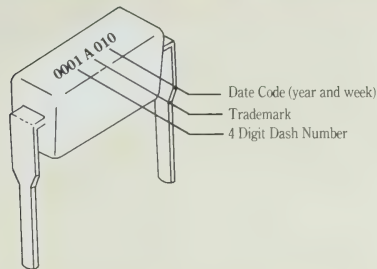 0001 A 010
Date Code (year and week)
Trademark
4 Digit Dash Number